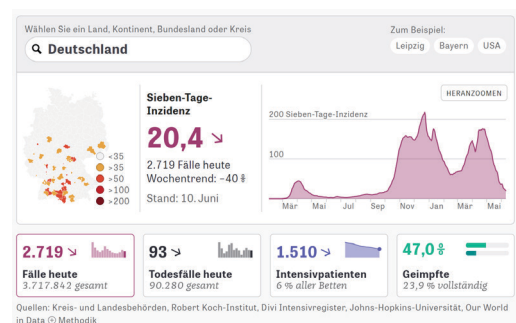 Wählen Sie ein Land, Kontinent, Bundesland oder Kreis
Deutschland
Zum Beispiel:
Leipzig Bayern USA
Sieben-Tage-
Inzidenz
20,4 ↘
2.719 Fälle heute
Wochentrend: –40 %
Stand: 10. Juni
<35
>35
>50
>100
>200
HERANZOOMEN
200 Sieben-Tage-Inzidenz
100
Mär Mai Jul Sep Nov Jan Mär Mai
2.719 ↘
Fälle heute
3.717.842 gesamt
93 ↘
Todesfälle heute
90.280 gesamt
1.510 ↘
Intensivpatienten
6 % aller Betten
47,0 %
Geimpfte
23,9 % vollständig
Quellen: Kreis- und Landesbehörden, Robert Koch-Institut, Divi Intensivregister, Johns-Hopkins-Universität, Our World
in Data ⊕ Methodik